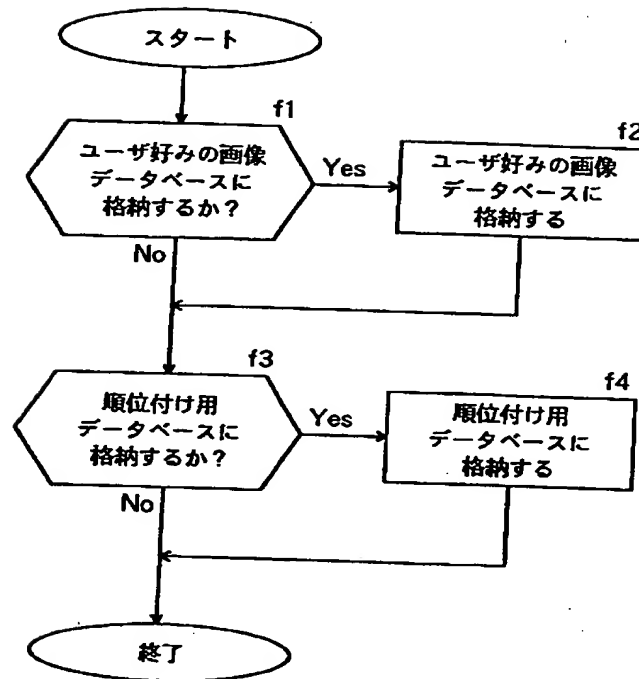 スタート
f1
ユーザ好みの画像
データベースに
格納するか?
Yes
f2
ユーザ好みの画像
データベースに
格納する
No
f3
順位付け用
データベースに
格納するか?
Yes
f4
順位付け用
データベースに
格納する
No
終了